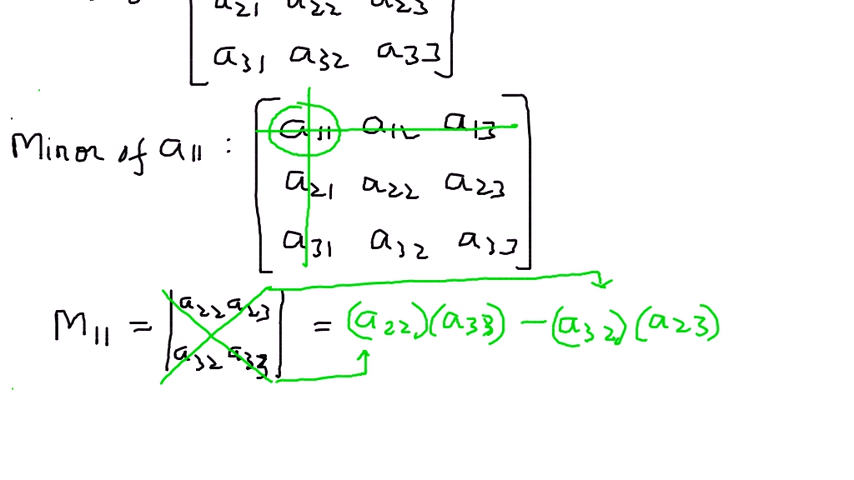 a21 a22 a23
a31 a32 a33
Minor of a11 :
a11 a12 a13
a21 a22 a23
a31 a32 a33
M11 = |a22 a23| = (a22)(a33) - (a32)(a23)
a32 a33